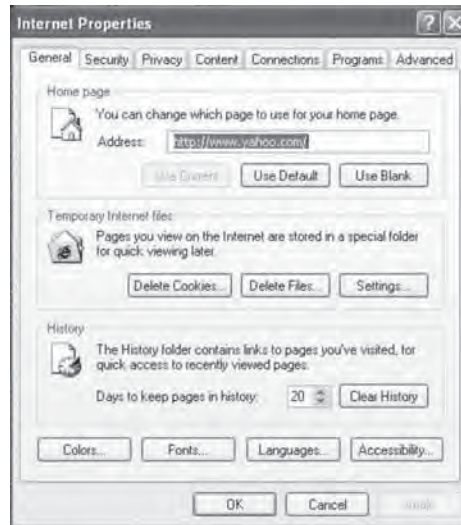 Internet Properties
General Security Privacy Content Connections Programs Advanced
Home page
You can change which page to use for your home page.
Address: http://www.yahoo.com/
Use Current Use Default Use Blank
Temporary Internet files
Pages you view on the Internet are stored in a special folder
for quick viewing later.
Delete Cookies... Delete Files... Settings...
History
The History folder contains links to pages you've visited, for
quick access to recently viewed pages.
Days to keep pages in history: 20 Clear History
Colors... Fonts... Languages... Accessibility...
OK Cancel Apply